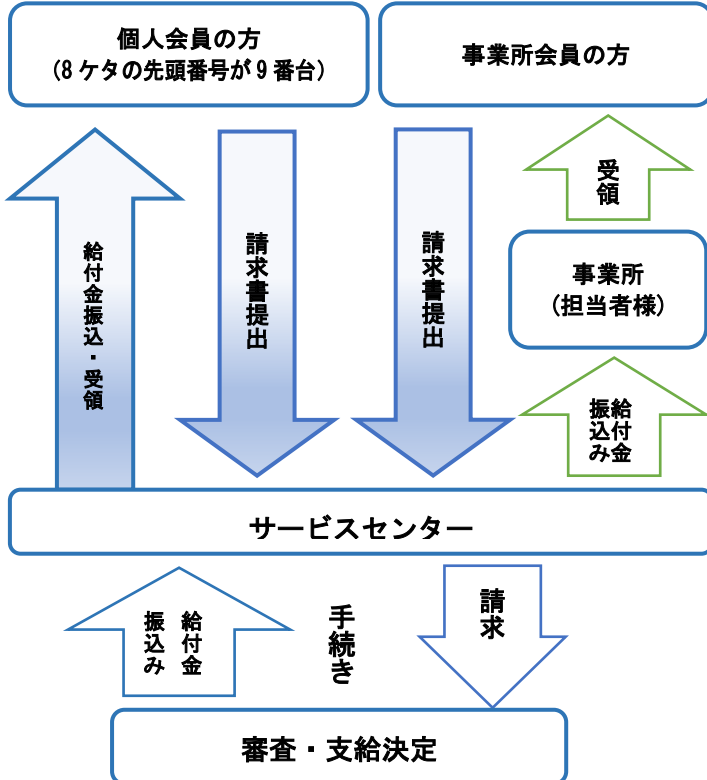 個人会員の方
(8ケタの先頭番号が9番台)
事業所会員の方
給付金振込・受領
請求書提出
請求書提出
受領
事業所
(担当者様)
給付金
振込み
サービスセンター
給付金
振込み
手続き
請求
審査・支給決定